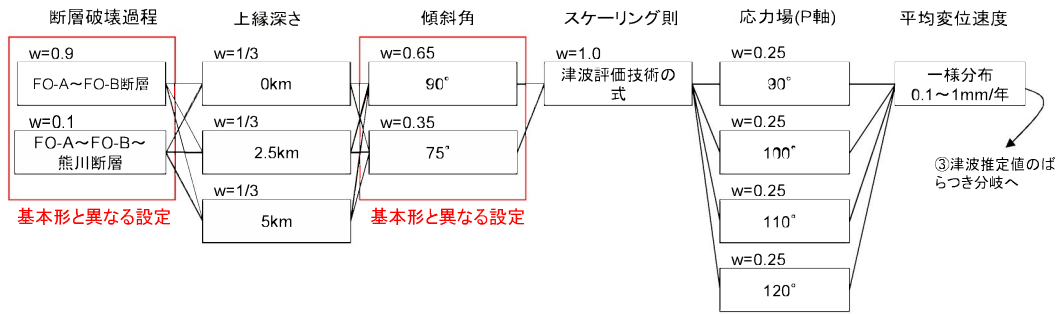 断層破壊過程
w=0.9
FO-A～FO-B断層
w=0.1
FO-A～FO-B～
熊川断層
基本形と異なる設定
上縁深さ
w=1/3
0km
w=1/3
2.5km
w=1/3
5km
傾斜角
w=0.65
90°
w=0.35
75°
基本形と異なる設定
スケーリング則
w=1.0
津波評価技術の
式
応力場(P軸)
w=0.25
90°
w=0.25
100°
w=0.25
110°
w=0.25
120°
平均変位速度
一様分布
0.1～1mm/年
③津波推定値のば
らつき分岐へ